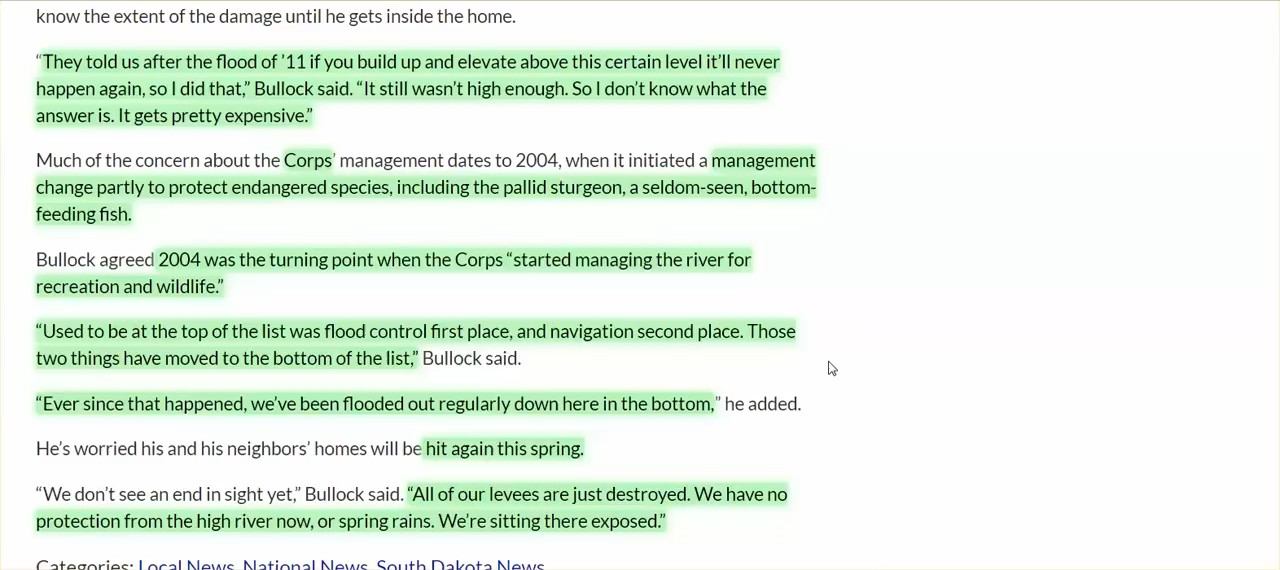 know the extent of the damage until he gets inside the home.
“They told us after the flood of ’11 if you build up and elevate above this certain level it’ll never
happen again, so I did that,” Bullock said. “It still wasn’t high enough. So I don’t know what the
answer is. It gets pretty expensive.”
Much of the concern about the Corps’ management dates to 2004, when it initiated a management
change partly to protect endangered species, including the pallid sturgeon, a seldom-seen, bottom-
feeding fish.
Bullock agreed 2004 was the turning point when the Corps “started managing the river for
recreation and wildlife.”
“Used to be at the top of the list was flood control first place, and navigation second place. Those
two things have moved to the bottom of the list,” Bullock said.
“Ever since that happened, we’ve been flooded out regularly down here in the bottom,” he added.
He’s worried his and his neighbors’ homes will be hit again this spring.
“We don’t see an end in sight yet,” Bullock said. “All of our levees are just destroyed. We have no
protection from the high river now, or spring rains. We’re sitting there exposed.”
Categories: Local News, National News, South Dakota News